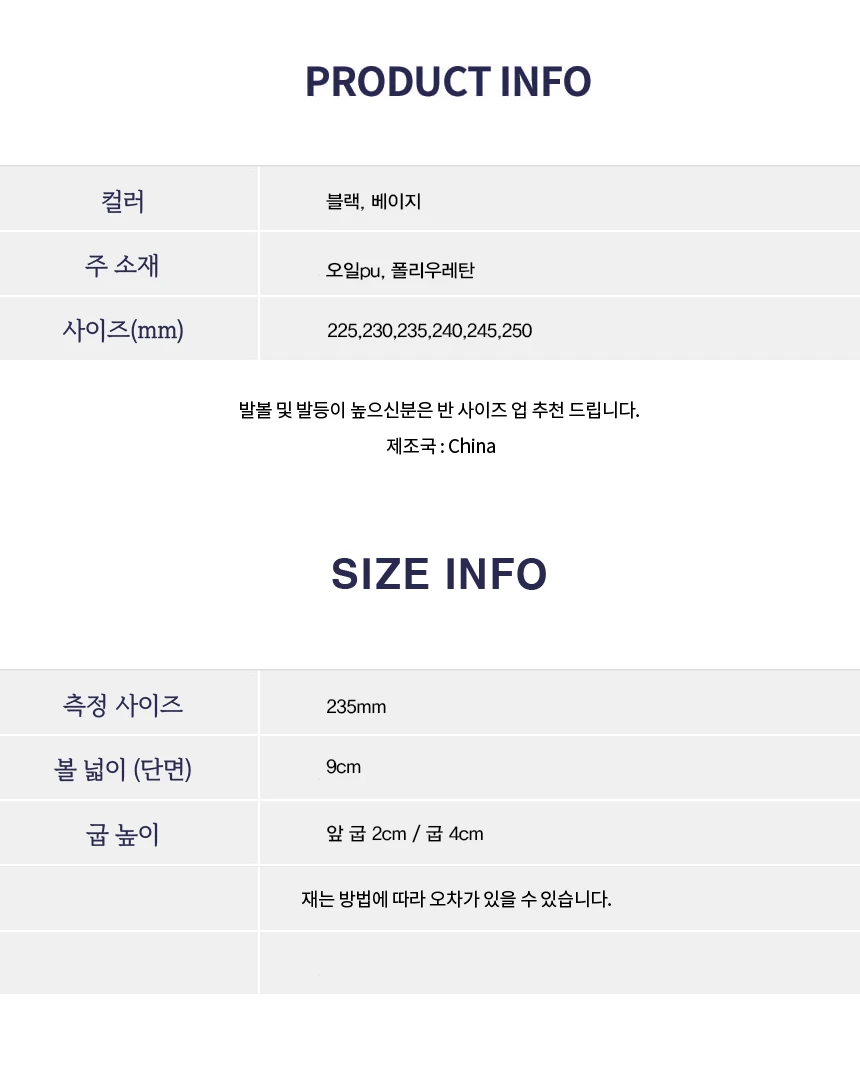 PRODUCT INFO
컬러 블랙, 베이지
주 소재 오일pu, 폴리우레탄
사이즈(mm) 225,230,235,240,245,250
발볼 및 발등이 높으신분은 반 사이즈 업 추천 드립니다.
제조국 : China
SIZE INFO
측정 사이즈 235mm
볼 넓이 (단면) 9cm
굽 높이 앞 굽 2cm / 굽 4cm
재는 방법에 따라 오차가 있을 수 있습니다.